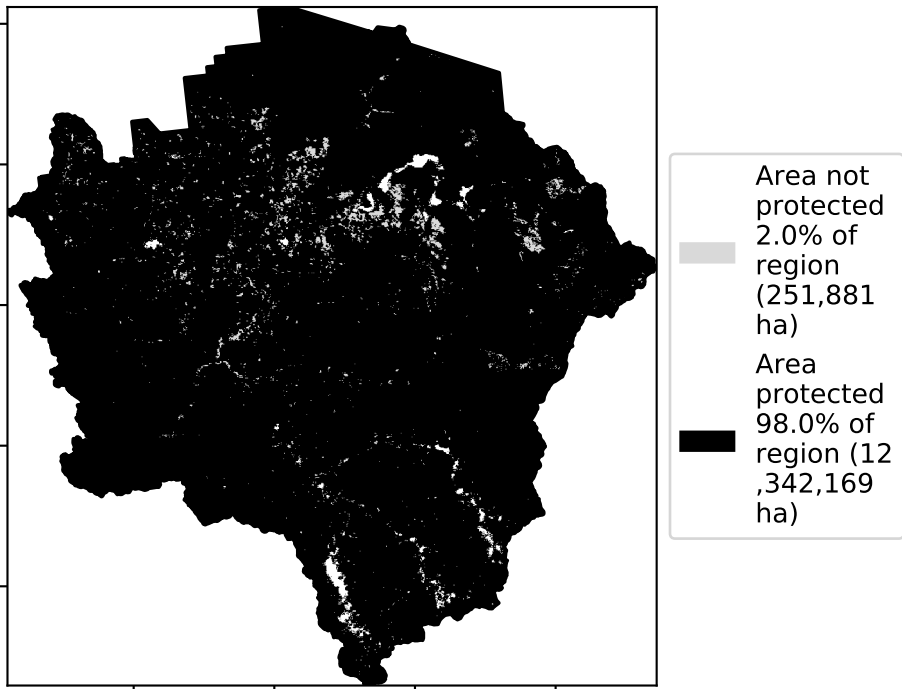 Area not
protected
2.0% of
region
(251,881
ha)
Area
protected
98.0% of
region (12
,342,169
ha)